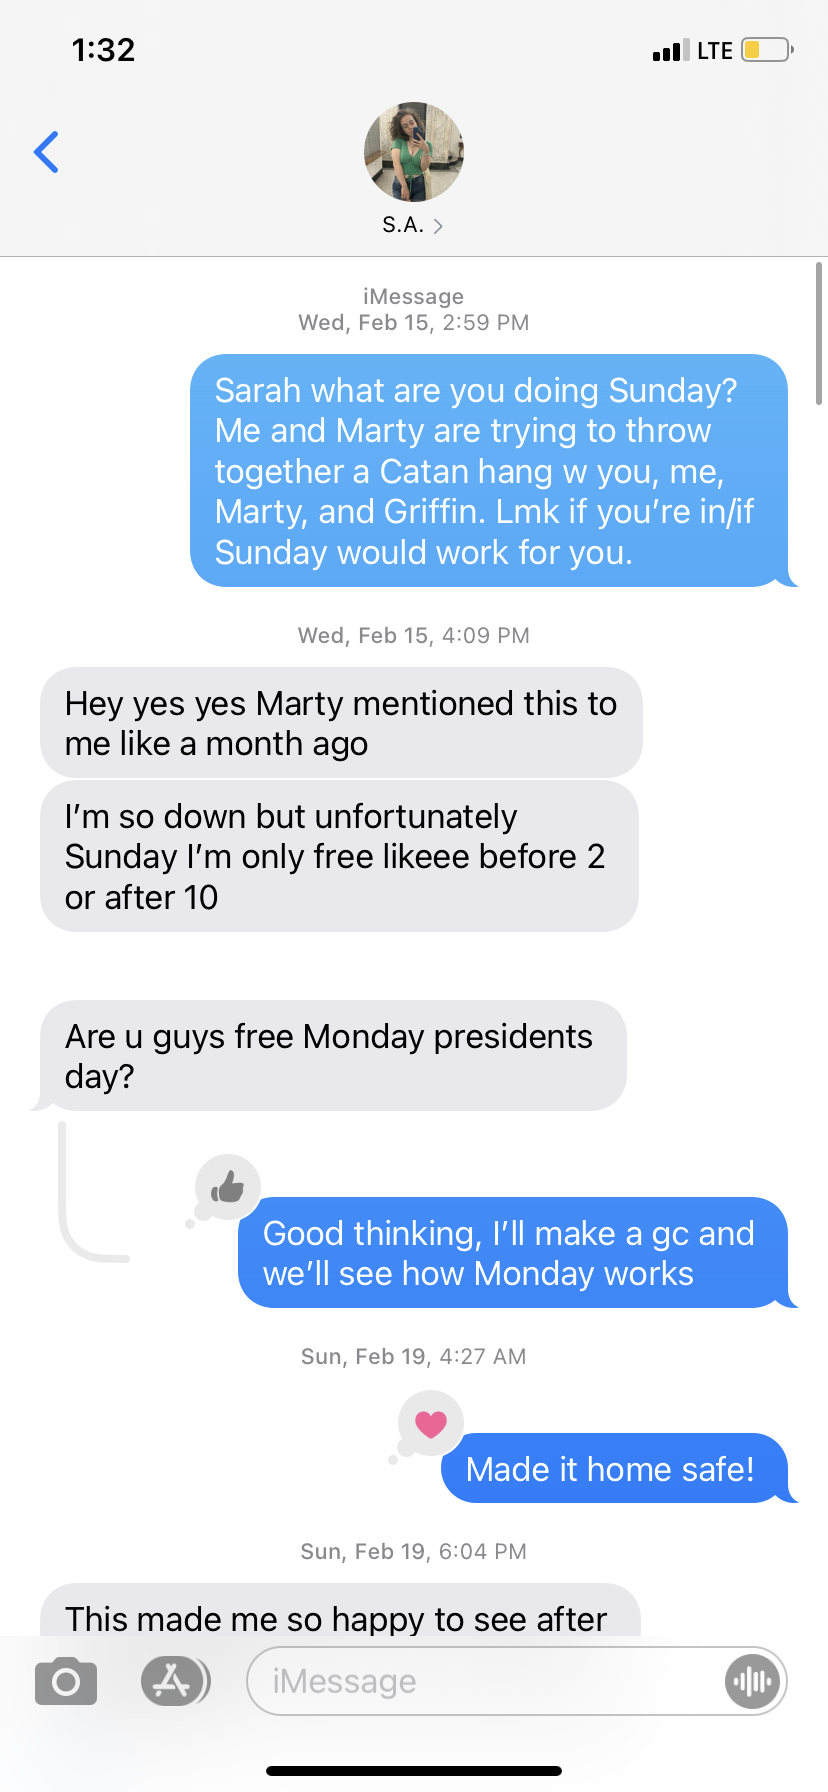 1:32
LTE
S.A.
iMessage
Wed, Feb 15, 2:59 PM
Sarah what are you doing Sunday?
Me and Marty are trying to throw
together a Catan hang w you, me,
Marty, and Griffin. Lmk if you’re in/if
Sunday would work for you.
Wed, Feb 15, 4:09 PM
Hey yes yes Marty mentioned this to
me like a month ago
I’m so down but unfortunately
Sunday I’m only free likeee before 2
or after 10
Are u guys free Monday presidents
day?
Good thinking, I’ll make a gc and
we’ll see how Monday works
Sun, Feb 19, 4:27 AM
Made it home safe!
Sun, Feb 19, 6:04 PM
This made me so happy to see after
iMessage